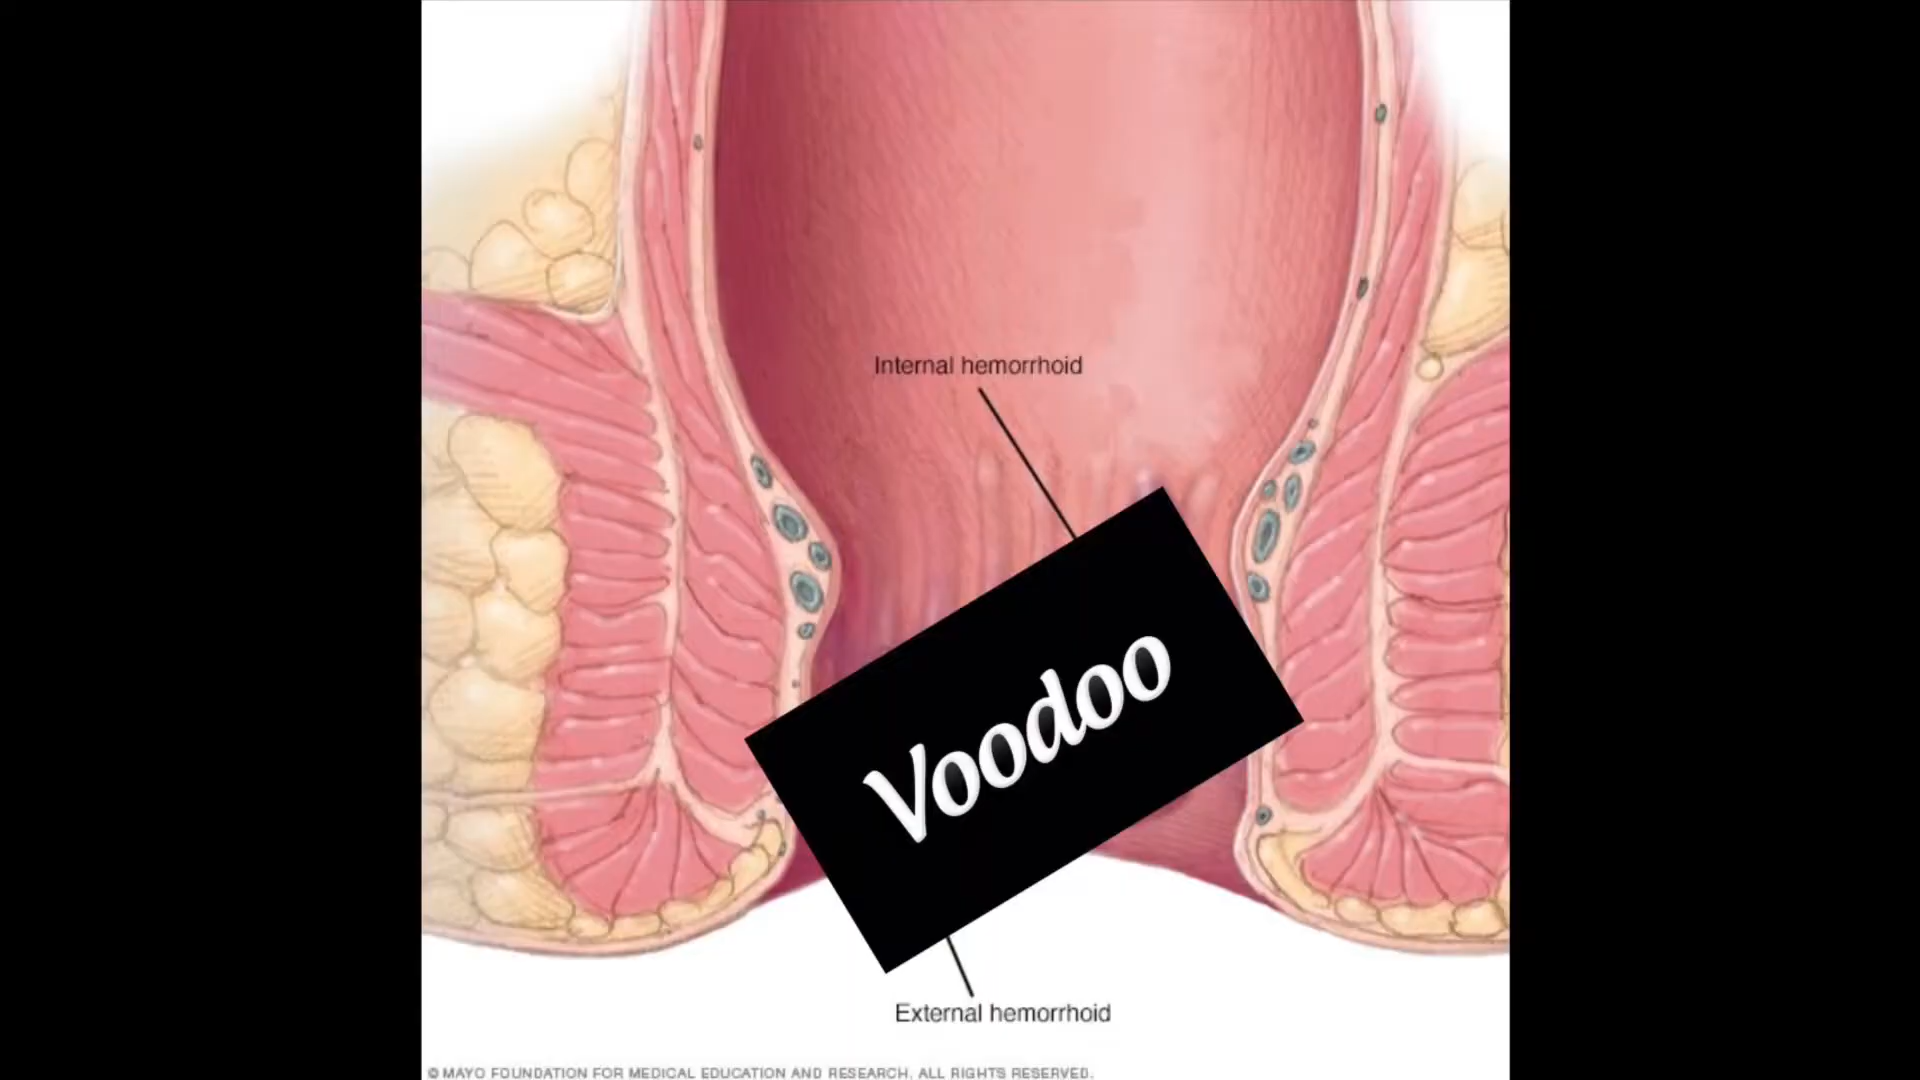 Internal hemorrhoid
Voodoo
External hemorrhoid
© MAYO FOUNDATION FOR MEDICAL EDUCATION AND RESEARCH. ALL RIGHTS RESERVED.